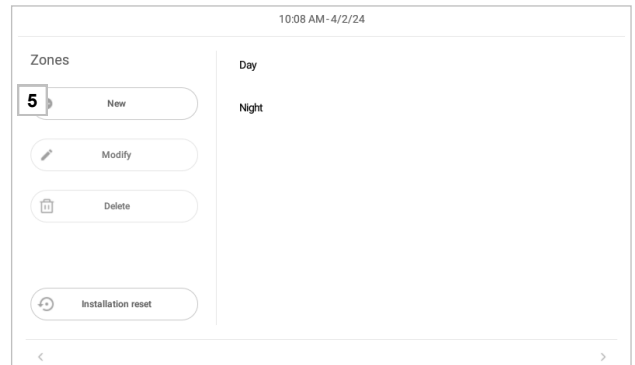 10:08 AM - 4/2/24
Zones
Day
5
New
Night
Modify
Delete
Installation reset